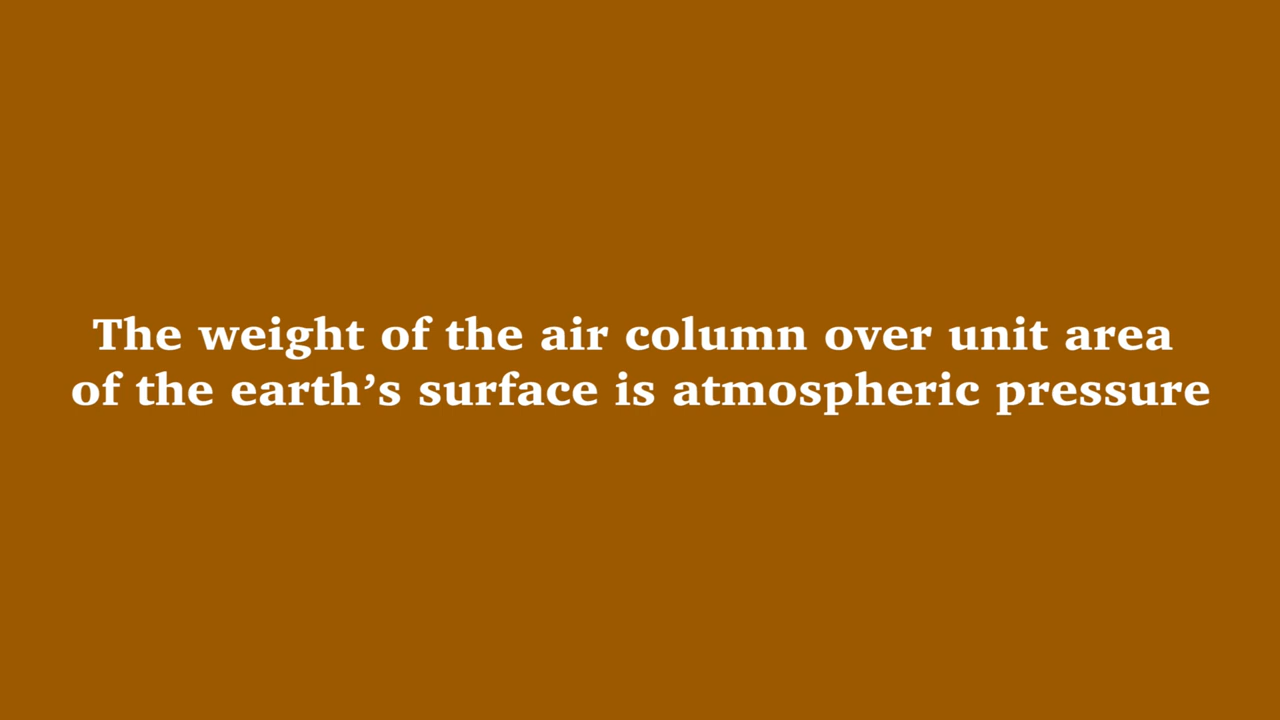 The weight of the air column over unit area
of the earth’s surface is atmospheric pressure